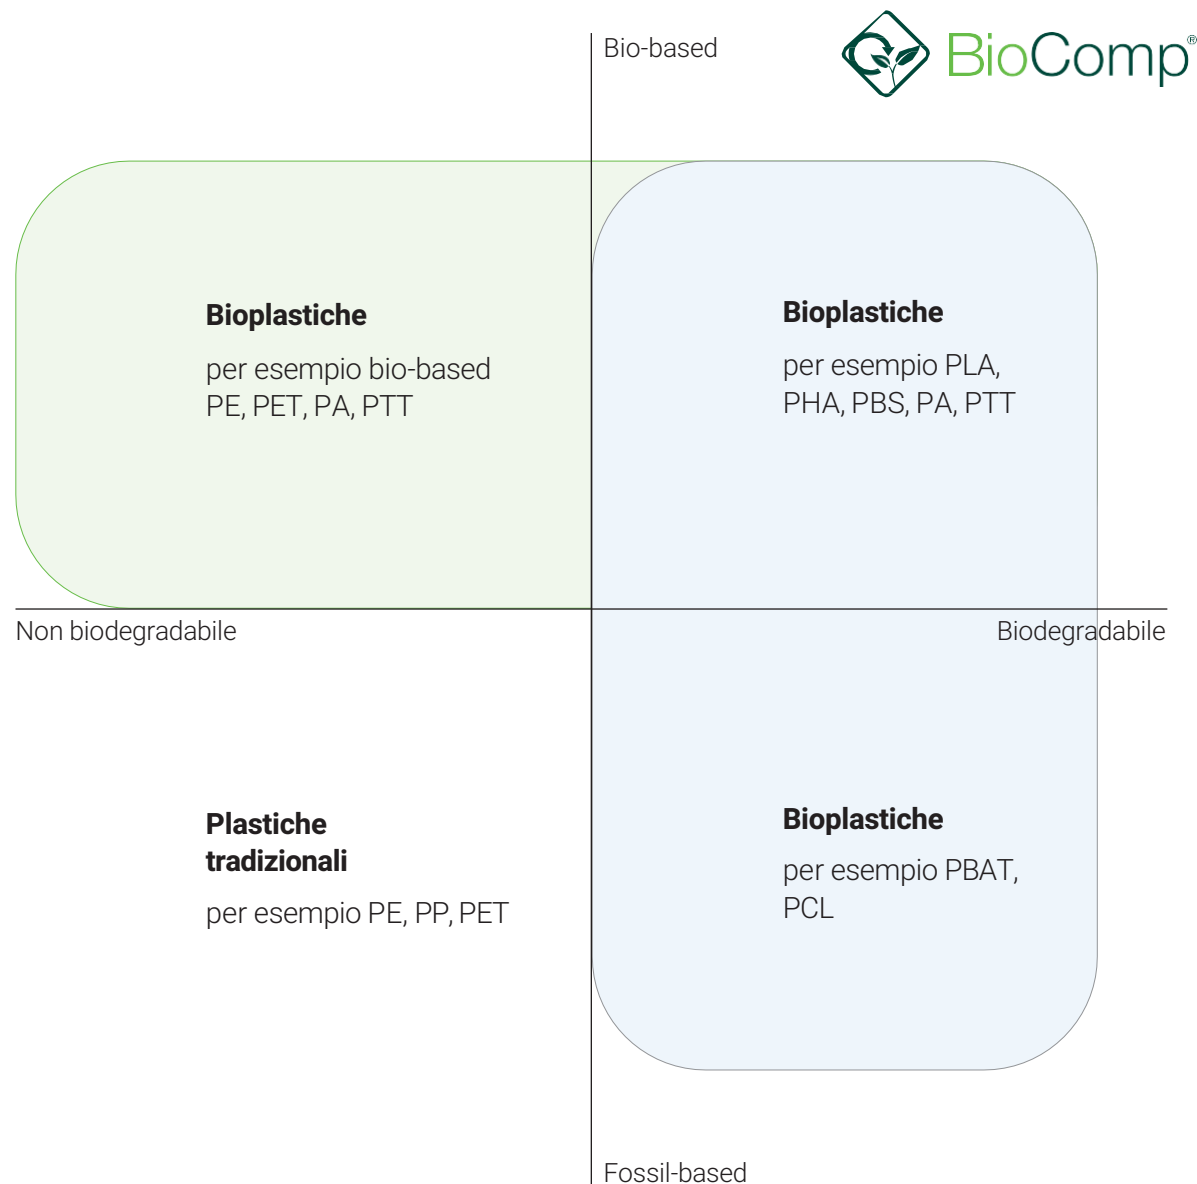 Bio-based
BioComp®
Bioplastiche
per esempio bio-based
PE, PET, PA, PTT
Bioplastiche
per esempio PLA,
PHA, PBS, PA, PTT
Non biodegradabile
Biodegradabile
Plastiche
tradizionali
per esempio PE, PP, PET
Bioplastiche
per esempio PBAT,
PCL
Fossil-based